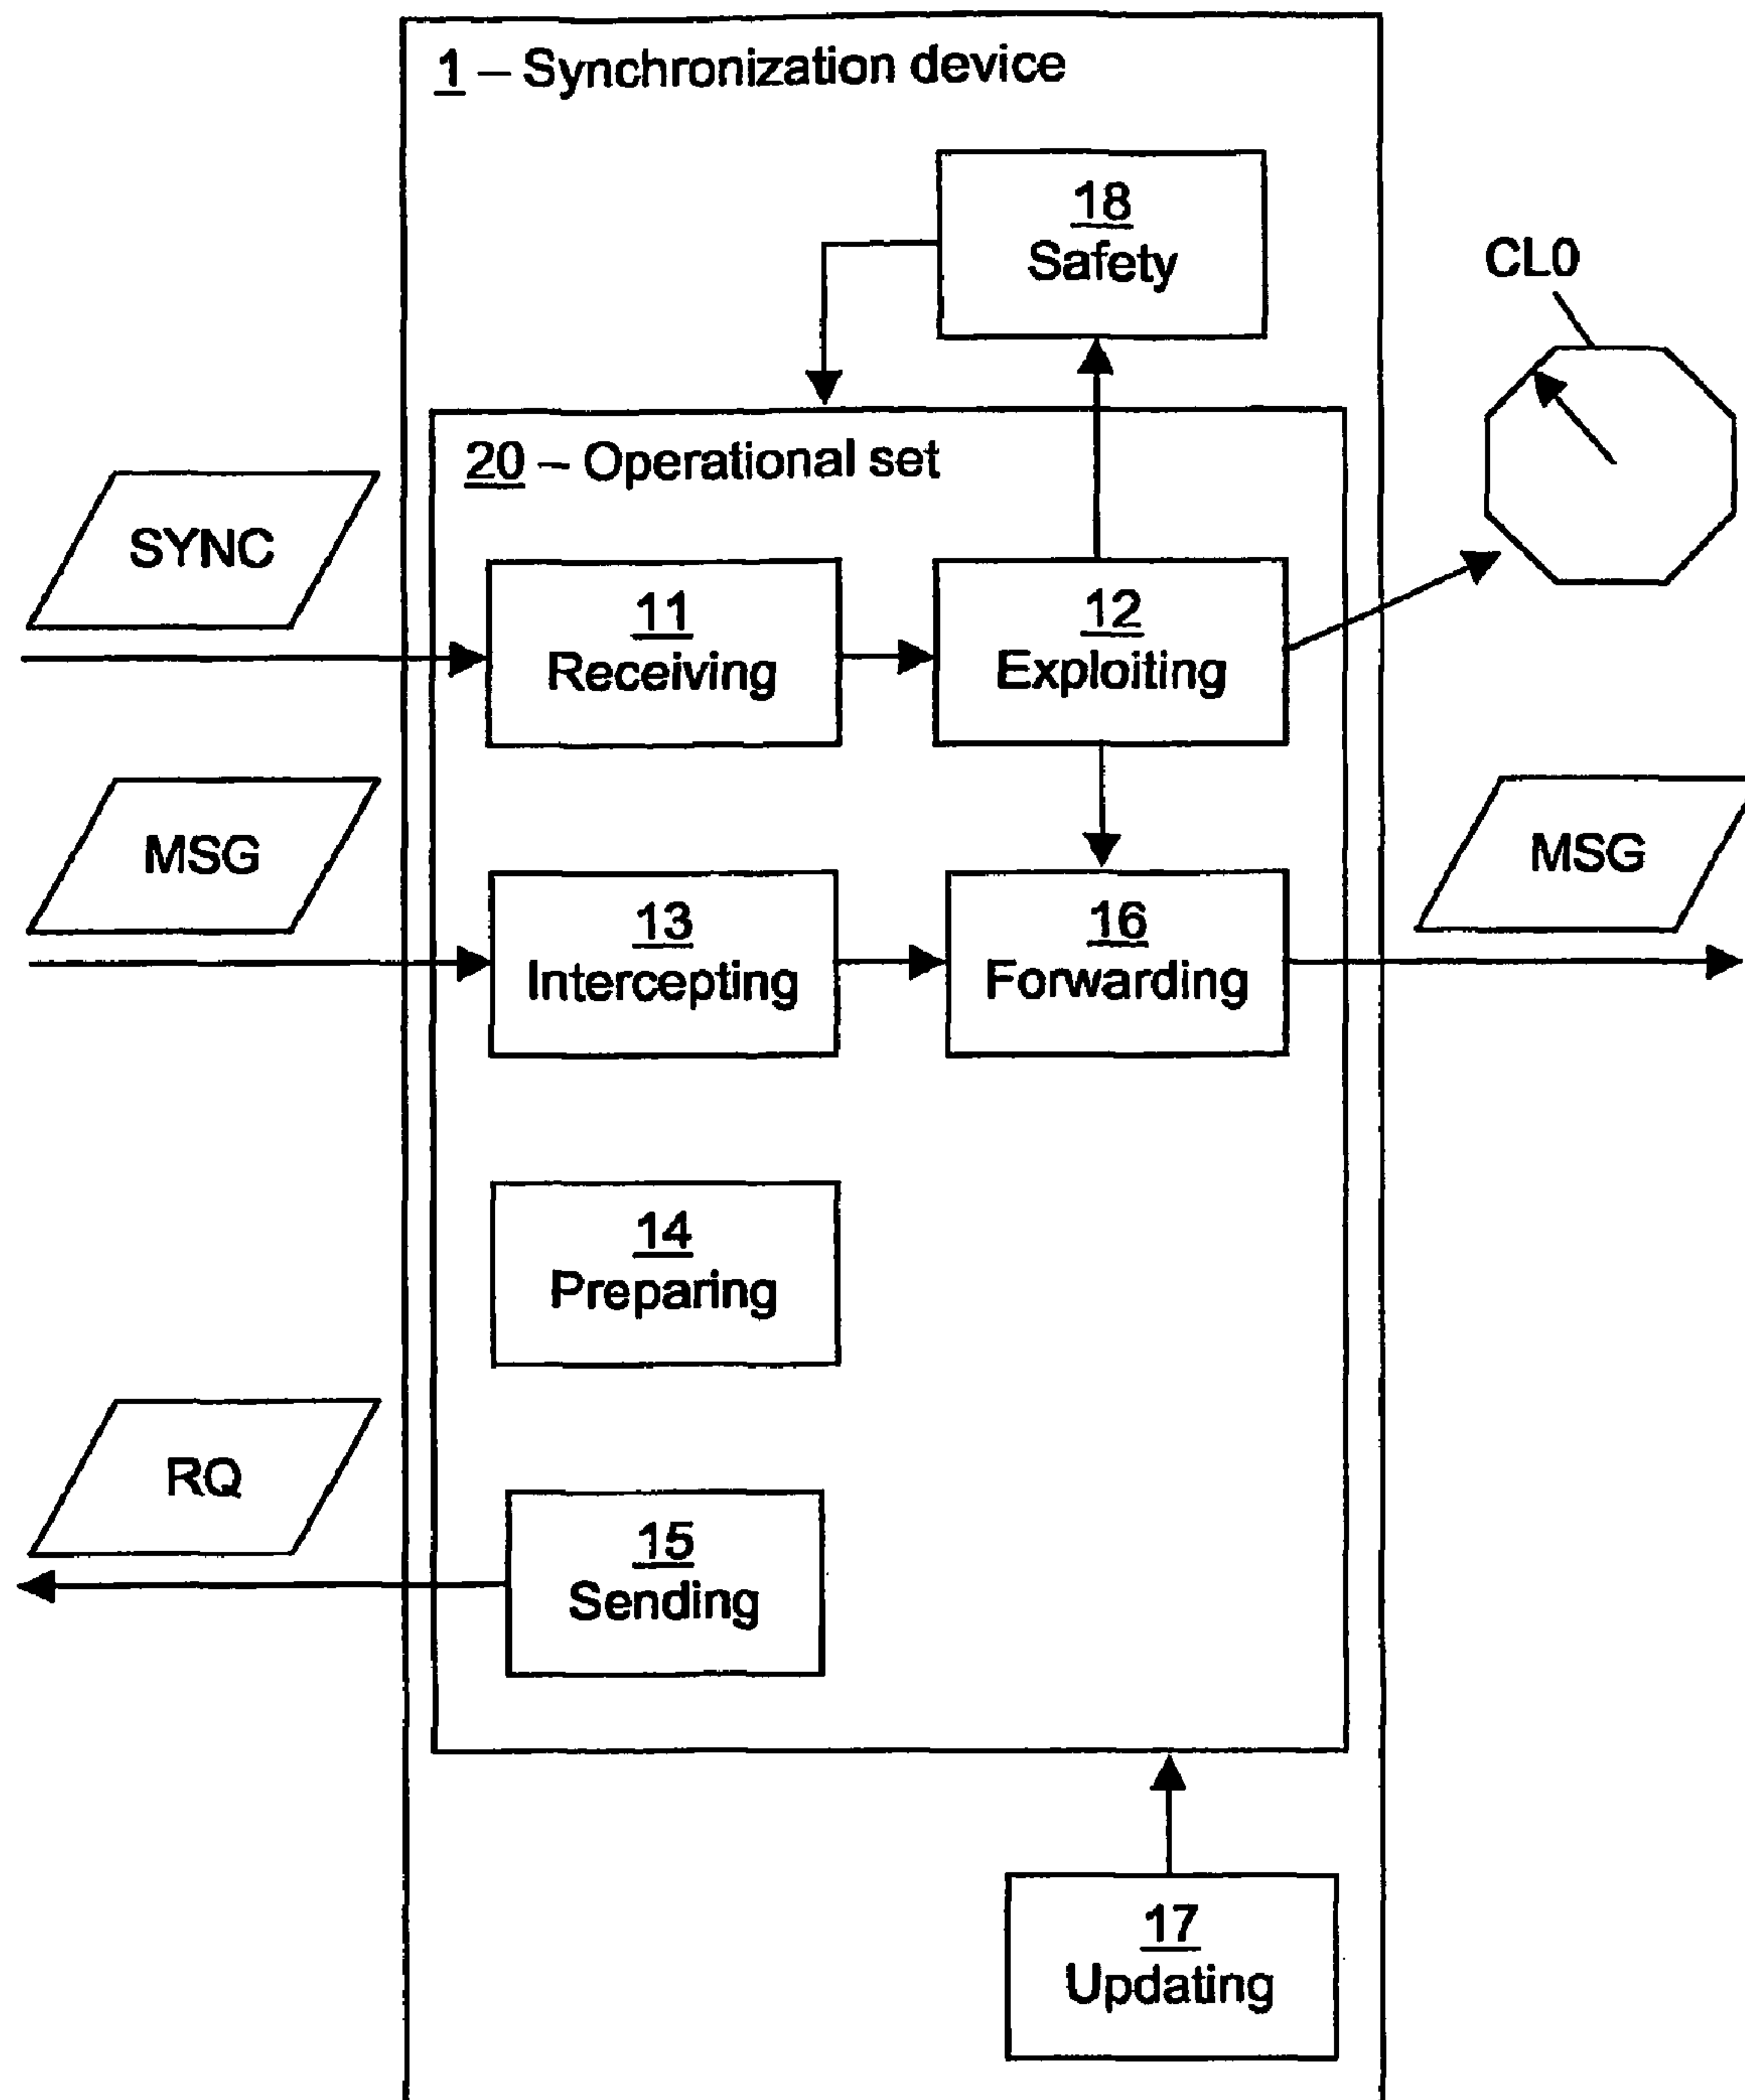 1 – Synchronization device
18
Safety
CL0
20 – Operational set
SYNC
11
Receiving
12
Exploiting
MSG
13
Intercepting
16
Forwarding
MSG
14
Preparing
RQ
15
Sending
17
Updating